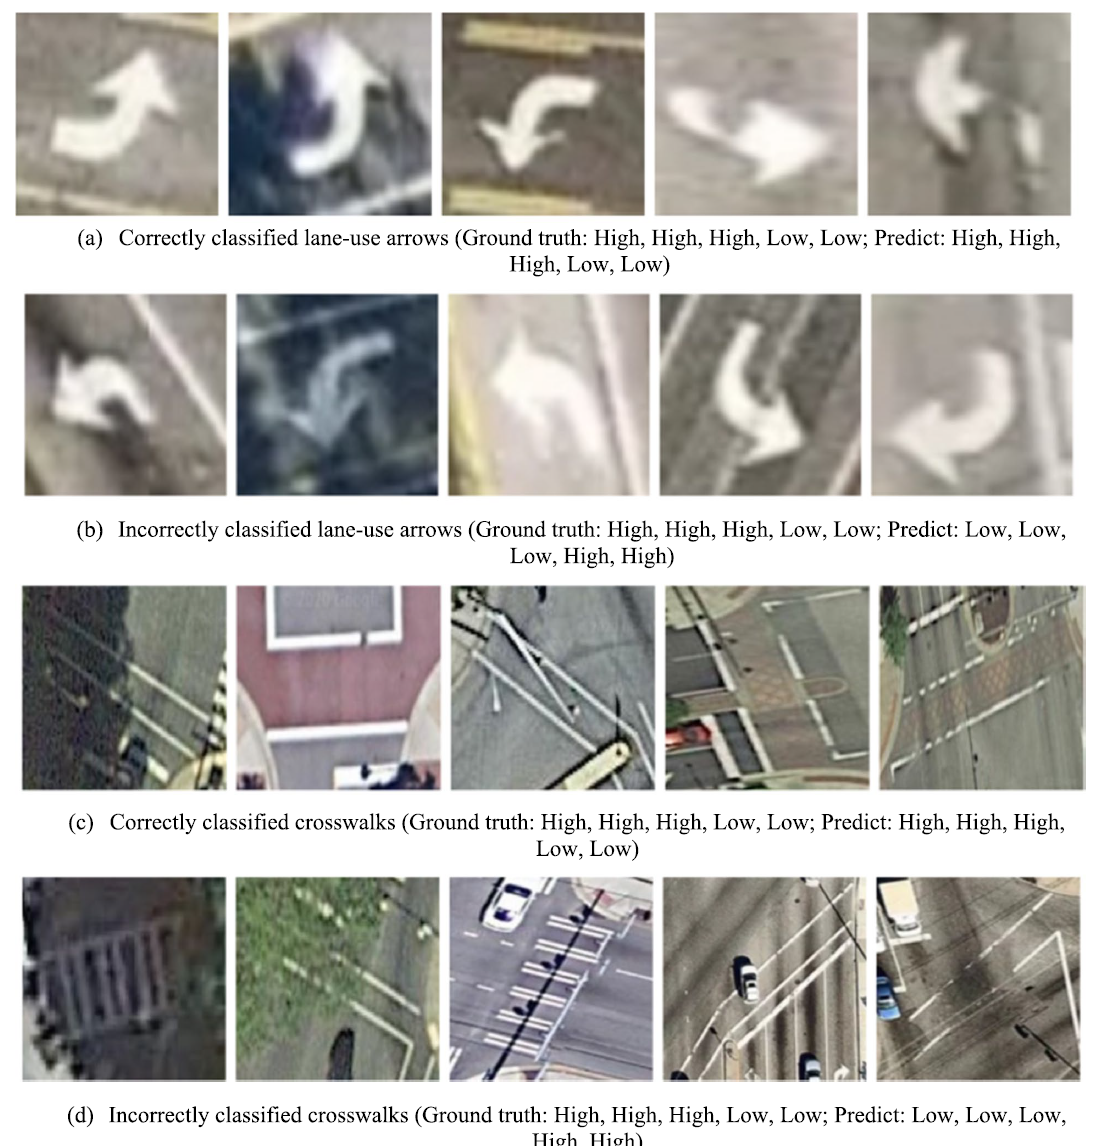 (a) Correctly classified lane-use arrows (Ground truth: High, High, High, Low, Low; Predict: High, High,
High, Low, Low)
(b) Incorrectly classified lane-use arrows (Ground truth: High, High, High, Low, Low; Predict: Low, Low,
Low, High, High)
(c) Correctly classified crosswalks (Ground truth: High, High, High, Low, Low; Predict: High, High, High,
Low, Low)
(d) Incorrectly classified crosswalks (Ground truth: High, High, High, Low, Low; Predict: Low, Low, Low,
High, High)